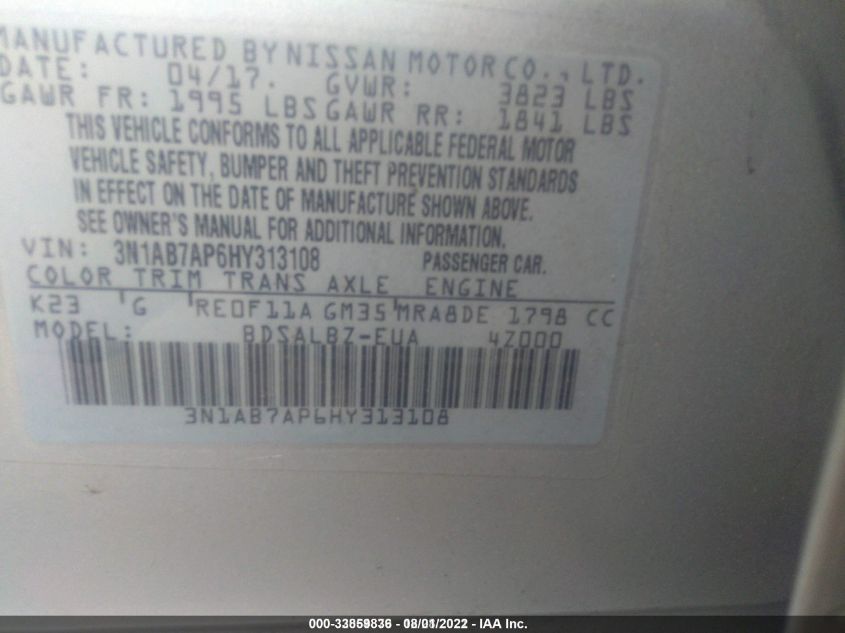 MANUFACTURED BY NISSAN MOTOR CO., LTD.
DATE: 04/17. GVWR: 3823 LBS
GAWR FR: 1995 LBS GAWR RR: 1841 LBS
THIS VEHICLE CONFORMS TO ALL APPLICABLE FEDERAL MOTOR
VEHICLE SAFETY, BUMPER AND THEFT PREVENTION STANDARDS
IN EFFECT ON THE DATE OF MANUFACTURE SHOWN ABOVE.
SEE OWNER'S MANUAL FOR ADDITIONAL INFORMATION.
VIN: 3N1AB7AP6HY313108 PASSENGER CAR.
COLOR TRIM TRANS AXLE ENGINE
K23 G RE0F11A GM35 MRA8DE 1798 CC
MODEL: BDSALBZ-EUA 4Z000
3N1AB7AP6HY313108
000-33859836 - 08/01/2022 - IAA Inc.